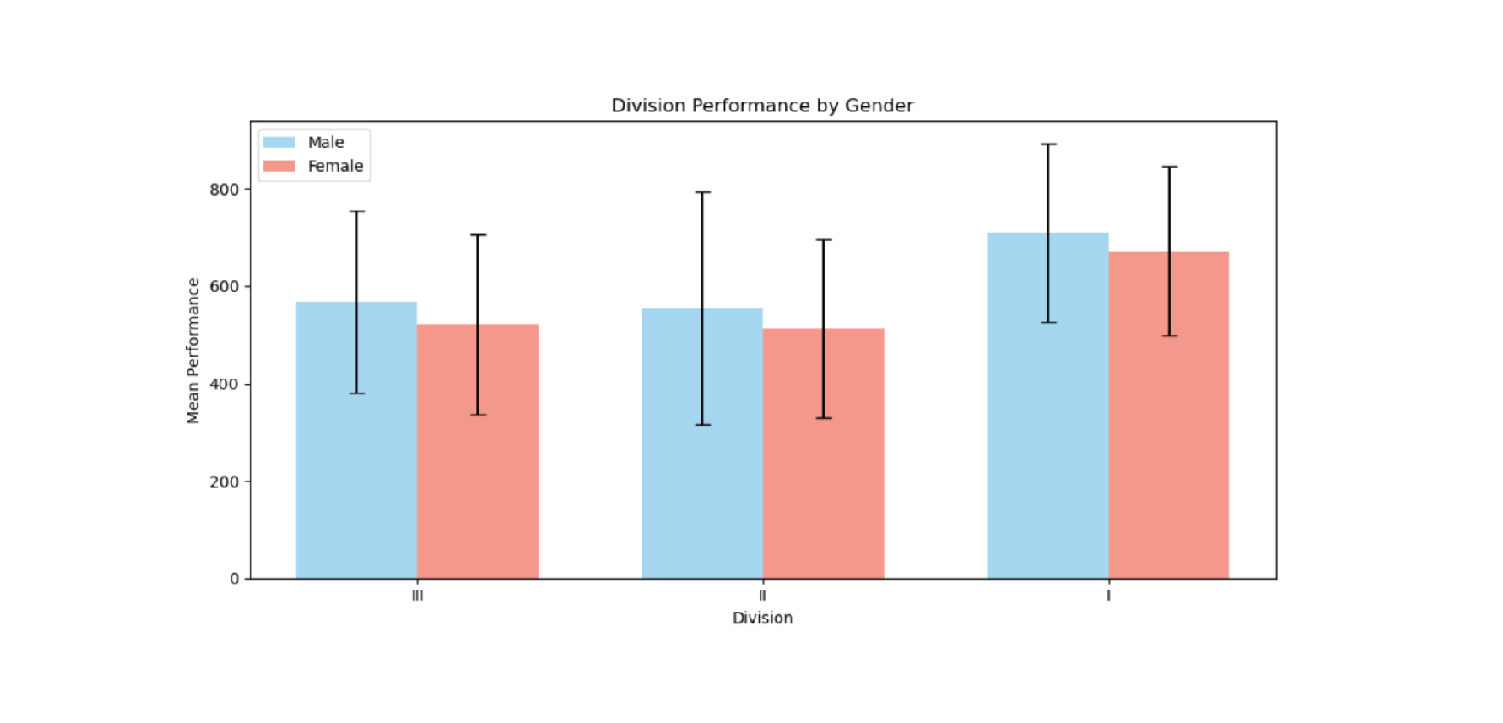 Division Performance by Gender
Male
Female
800
600
400
200
0
Mean Performance
III
II
I
Division